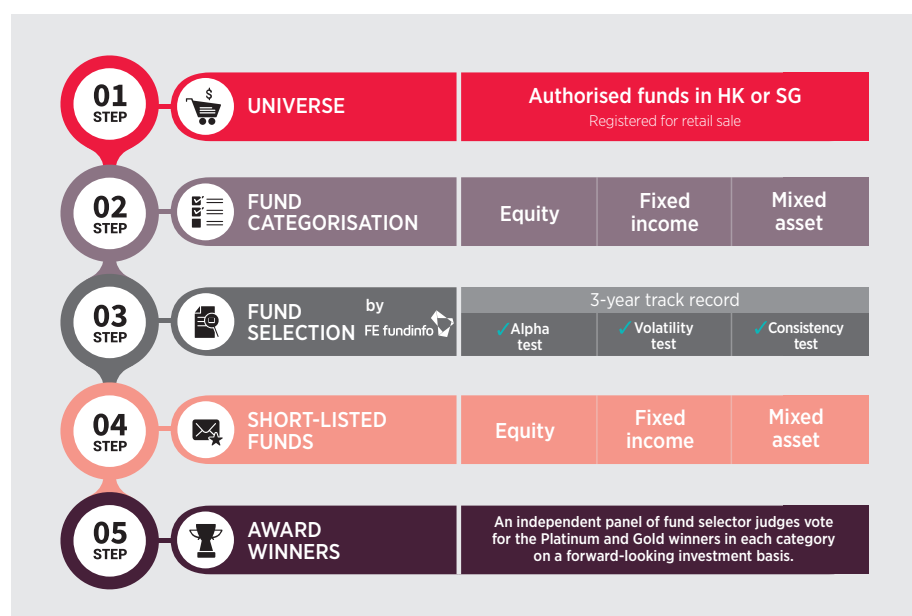 01
STEP
UNIVERSE
$
Authorised funds in HK or SG
Registered for retail sale
02
STEP
FUND
CATEGORISATION
Equity
Fixed
income
Mixed
asset
03
STEP
FUND
SELECTION
by
FE fundinfo
3-year track record
✓Alpha
test
✓Volatility
test
✓Consistency
test
04
STEP
SHORT-LISTED
FUNDS
Equity
Fixed
income
Mixed
asset
05
STEP
AWARD
WINNERS
An independent panel of fund selector judges vote
for the Platinum and Gold winners in each category
on a forward-looking investment basis.